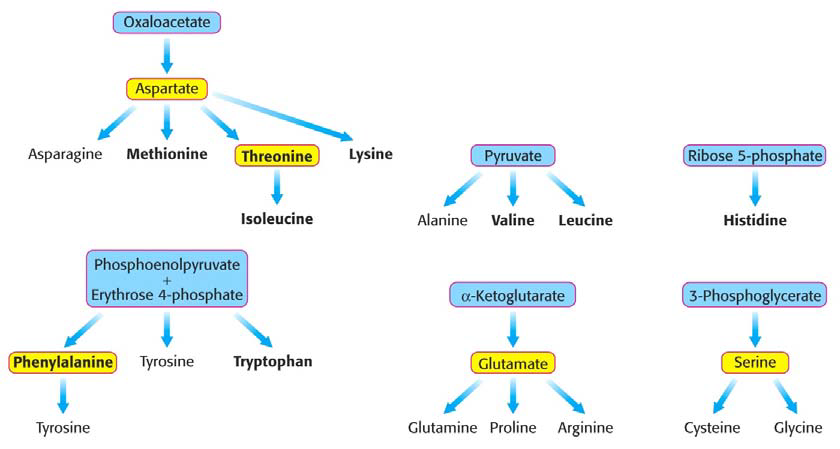 Oxaloacetate
Aspartate
Asparagine
Methionine
Threonine
Lysine
Isoleucine
Pyruvate
Alanine
Valine
Leucine
Ribose 5-phosphate
Histidine
Phosphoenolpyruvate
+
Erythrose 4-phosphate
Phenylalanine
Tyrosine
Tryptophan
Tyrosine
α-Ketoglutarate
Glutamate
Glutamine
Proline
Arginine
3-Phosphoglycerate
Serine
Cysteine
Glycine